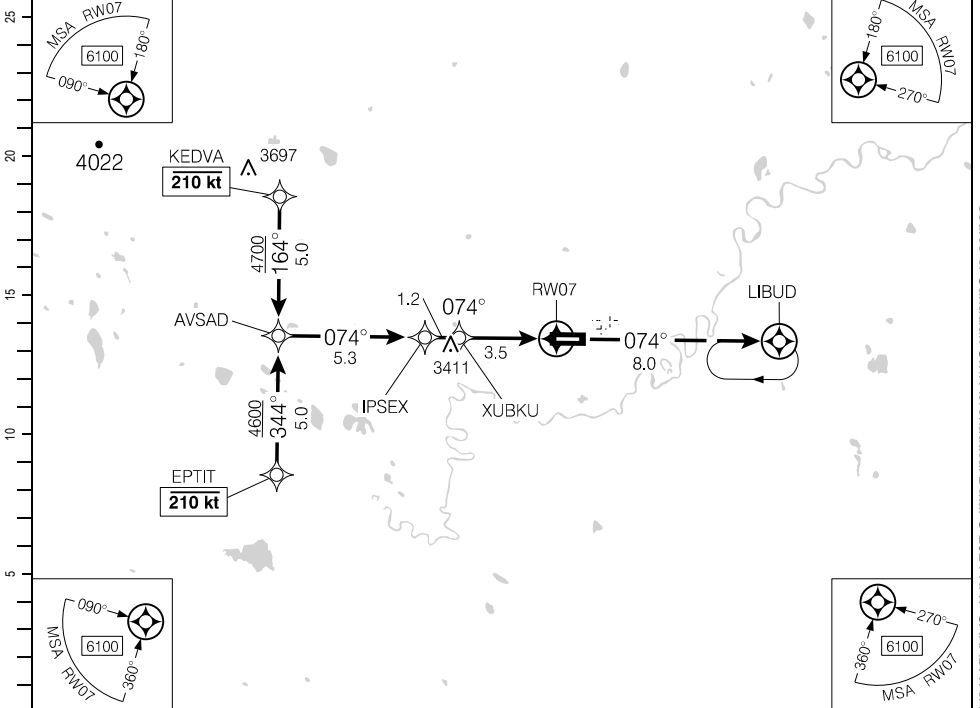 25
20
15
10
5
MSA RW07
6100
180°
090°
MSA RW07
6100
180°
270°
4022
KEDVA
210 kt
3697
4700
164°
5.0
AVSAD
074°
5.3
1.2
074°
3411
3.5
IPSEX
XUBKU
RW07
074°
8.0
LIBUD
4600
344°
5.0
EPTIT
210 kt
090°
6100
360°
MSA RW07
270°
6100
360°
MSA RW07